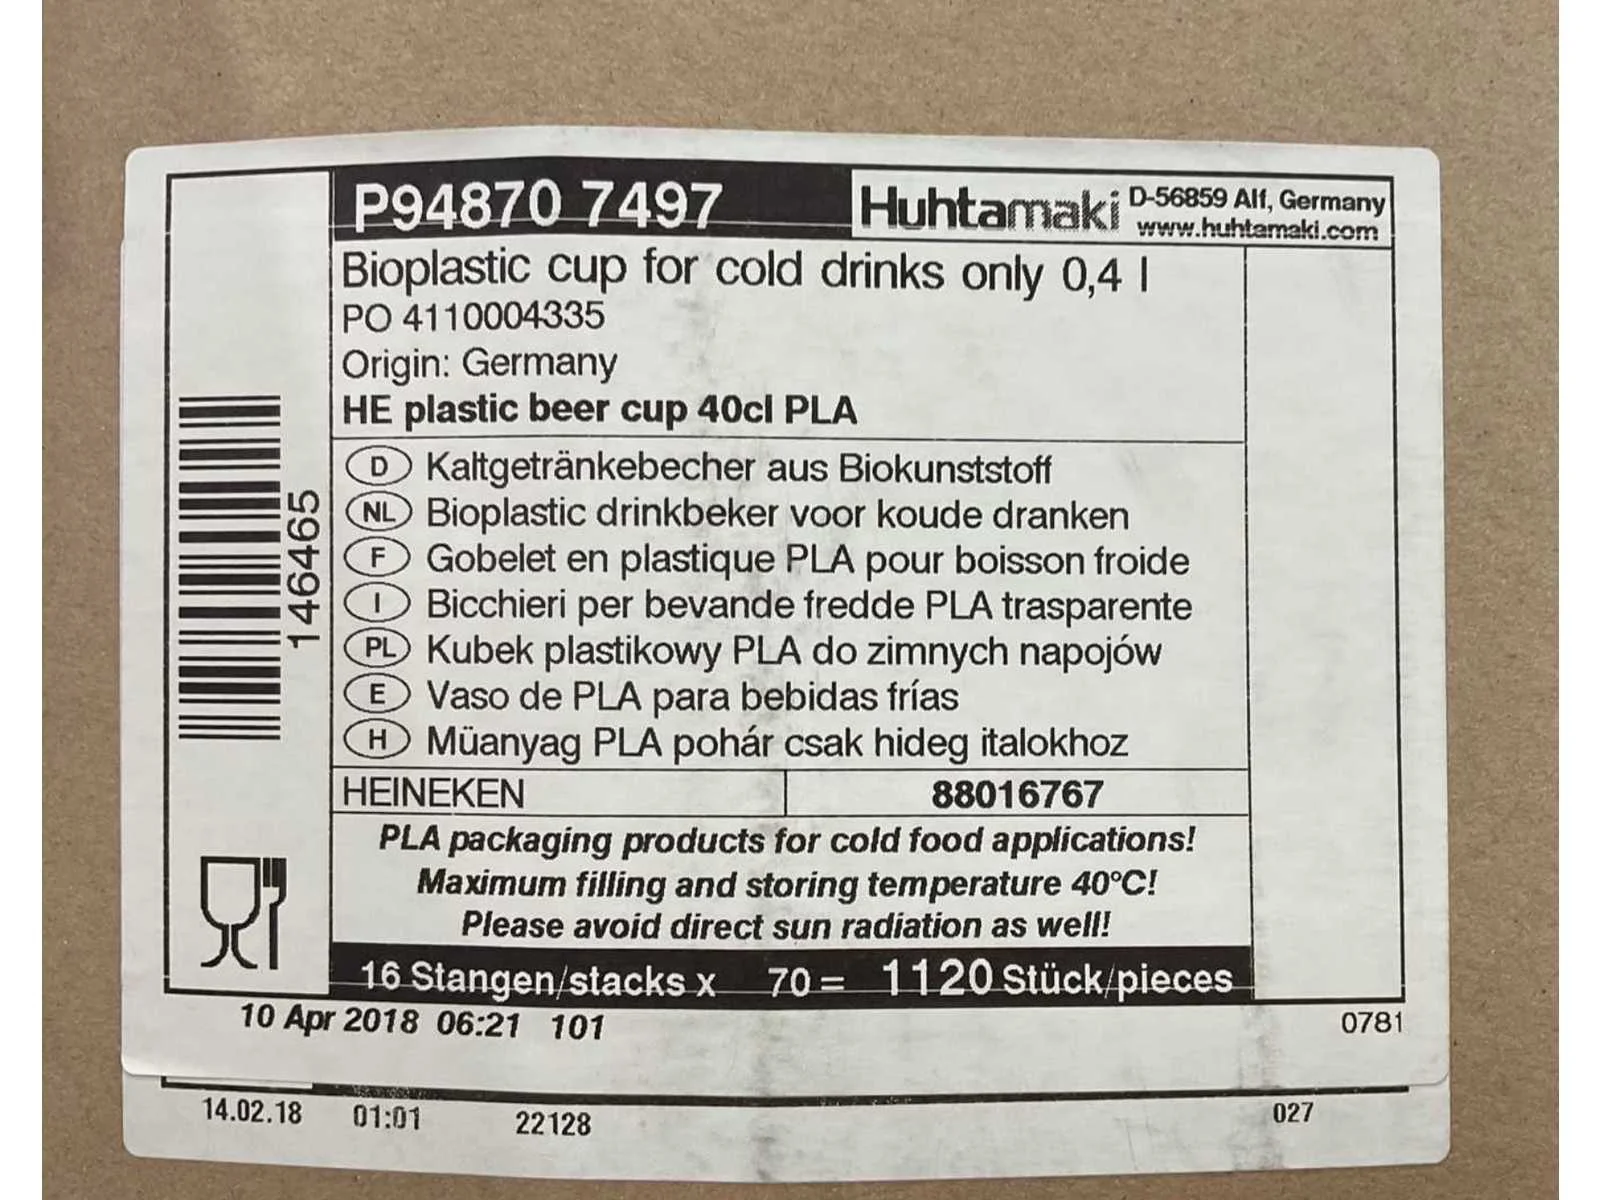 P94870 7497
Huhtamaki
D-56859 Alf, Germany
www.huhtamaki.com
Bioplastic cup for cold drinks only 0,4 l
PO 4110004335
Origin: Germany
HE plastic beer cup 40cl PLA
D Kaltgetränkebecher aus Biokunststoff
NL Bioplastic drinkbeker voor koude dranken
F Gobelet en plastique PLA pour boisson froide
I Bicchieri per bevande fredde PLA trasparente
PL Kubek plastikowy PLA do zimnych napojów
E Vaso de PLA para bebidas frías
H Müanyag PLA pohár csak hideg italokhoz
146465
HEINEKEN 88016767
PLA packaging products for cold food applications!
Maximum filling and storing temperature 40°C!
Please avoid direct sun radiation as well!
16 Stangen/stacks x 70 = 1120 Stück/pieces
10 Apr 2018 06:21 101 0781
14.02.18 01:01 22128 027